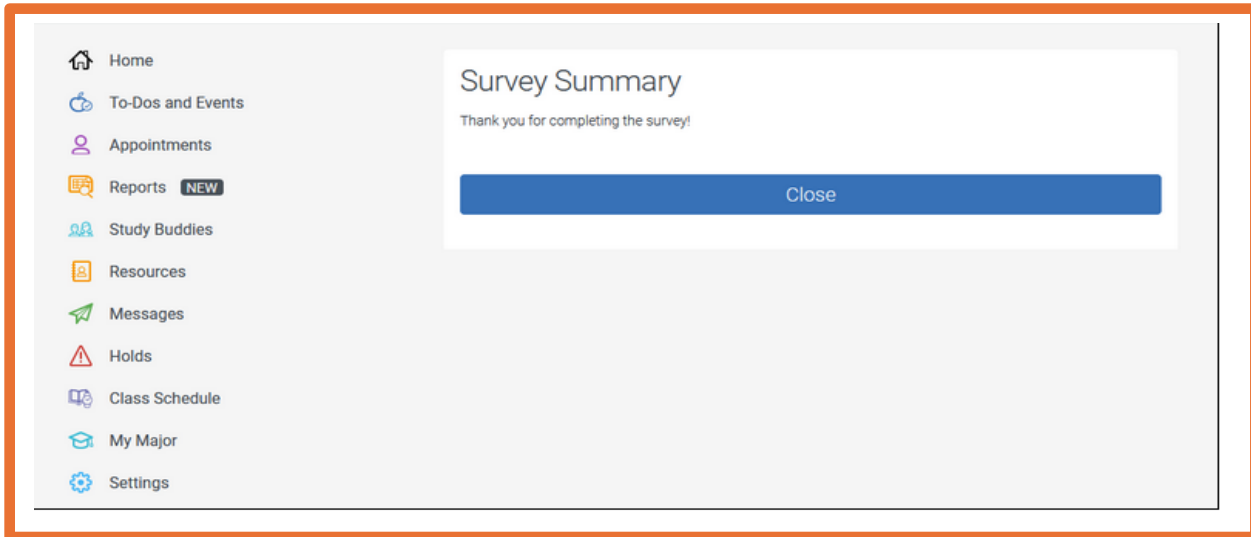 Home
To-Dos and Events
Appointments
Reports NEW
Study Buddies
Resources
Messages
Holds
Class Schedule
My Major
Settings
Survey Summary
Thank you for completing the survey!
Close